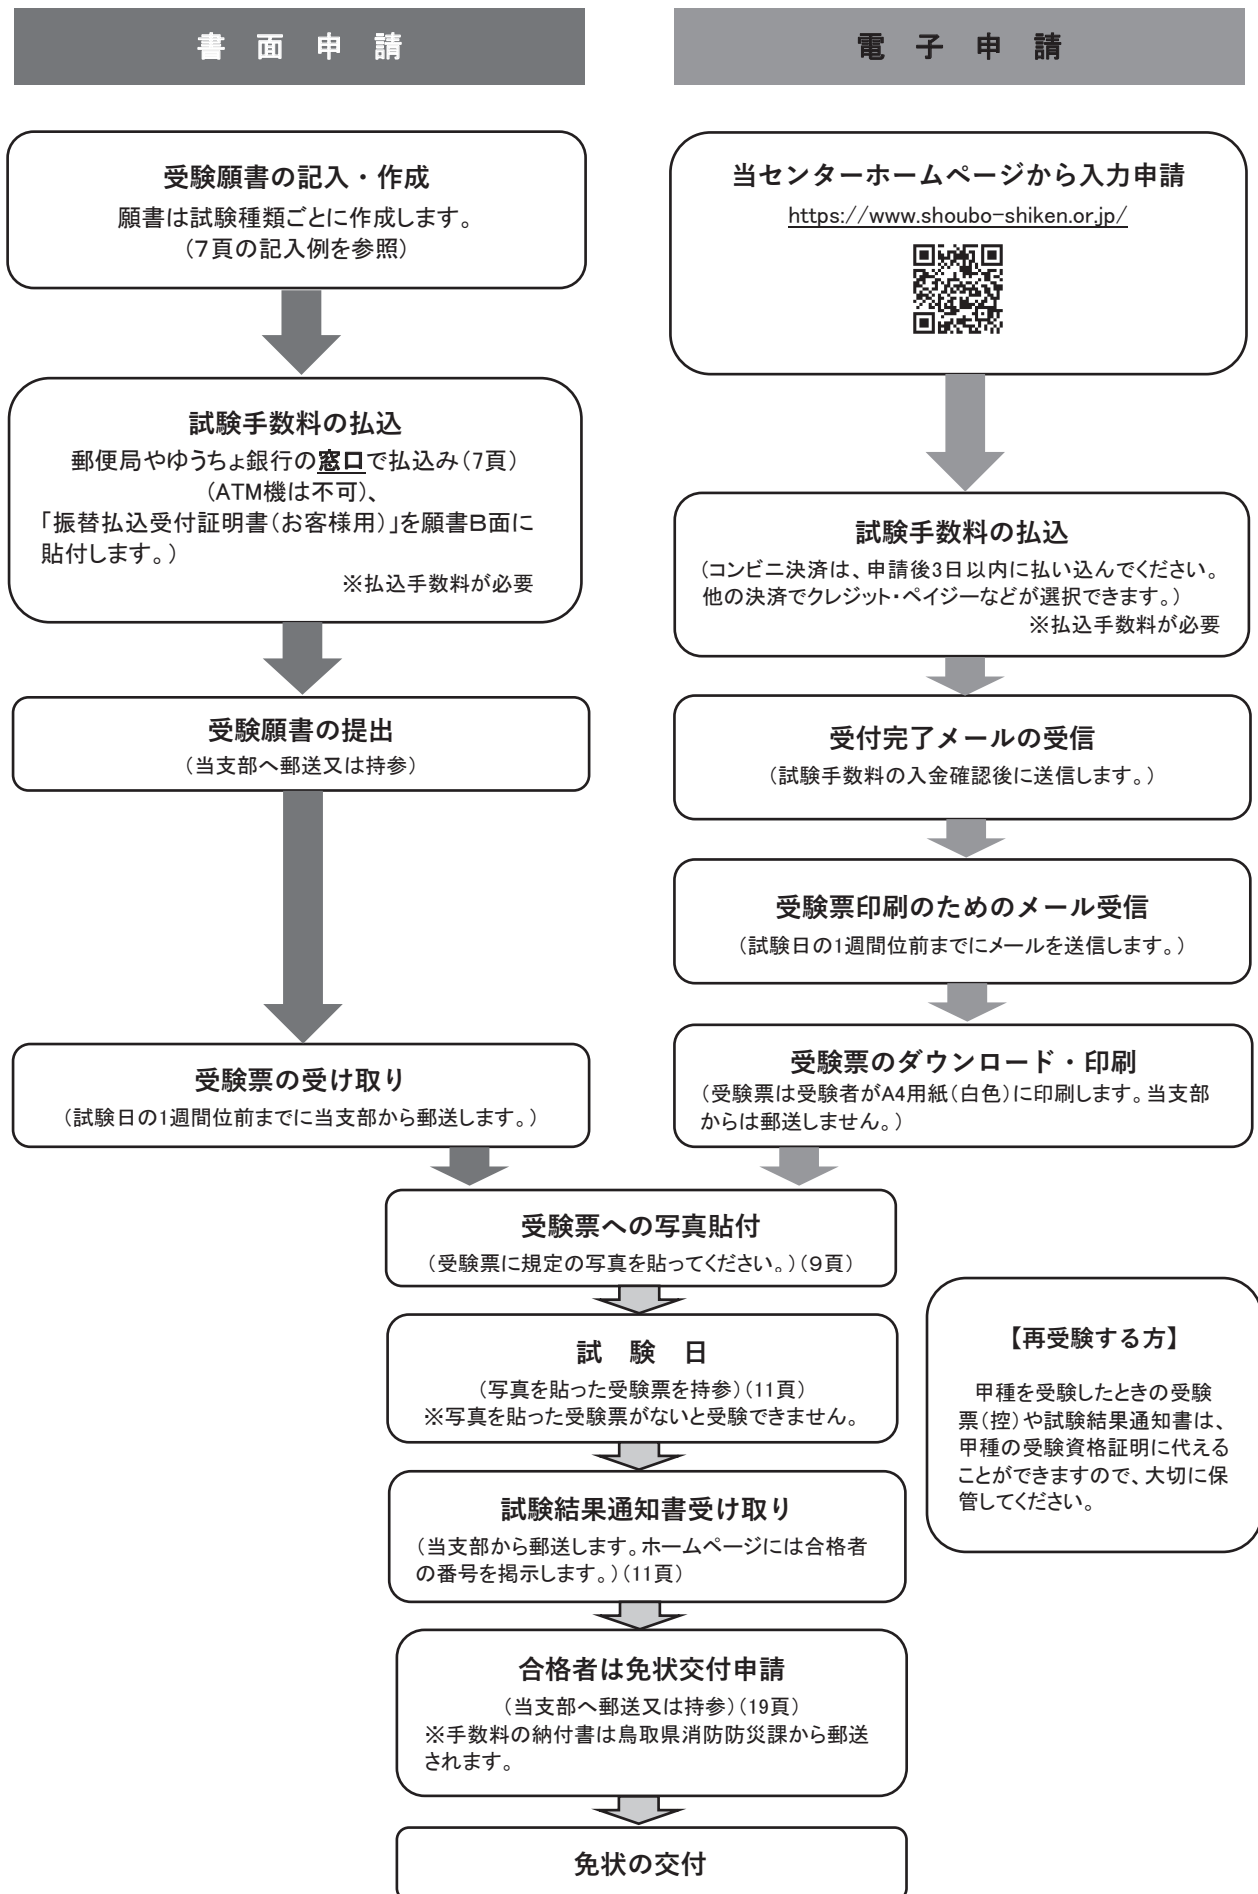 書 面 申 請
受験願書の記入・作成
願書は試験種類ごとに作成します。
(7頁の記入例を参照)
試験手数料の払込
郵便局やゆうちょ銀行の窓口で払込み(7頁)
(ATM機は不可)、
「振替払込受付証明書(お客様用)」を願書B面に
貼付します。)
※払込手数料が必要
受験願書の提出
(当支部へ郵送又は持参)
受験票の受け取り
(試験日の1週間位前までに当支部から郵送します。)
電 子 申 請
当センターホームページから入力申請
https://www.shoubo-shiken.or.jp/
試験手数料の払込
(コンビニ決済は、申請後3日以内に払い込んでください。
他の決済でクレジット・ペイジーなどが選択できます。)
※払込手数料が必要
受付完了メールの受信
(試験手数料の入金確認後に送信します。)
受験票印刷のためのメール受信
(試験日の1週間位前までにメールを送信します。)
受験票のダウンロード・印刷
(受験票は受験者がA4用紙(白色)に印刷します。当支部
からは郵送しません。)
受験票への写真貼付
(受験票に規定の写真を貼ってください。)(9頁)
試 験 日
(写真を貼った受験票を持参)(11頁)
※写真を貼った受験票がないと受験できません。
試験結果通知書受け取り
(当支部から郵送します。ホームページには合格者
の番号を掲示します。)(11頁)
合格者は免状交付申請
(当支部へ郵送又は持参)(19頁)
※手数料の納付書は鳥取県消防防災課から郵送
されます。
免状の交付
【再受験する方】
甲種を受験したときの受験
票(控)や試験結果通知書は、
甲種の受験資格証明に代える
ことができますので、大切に保
管してください。